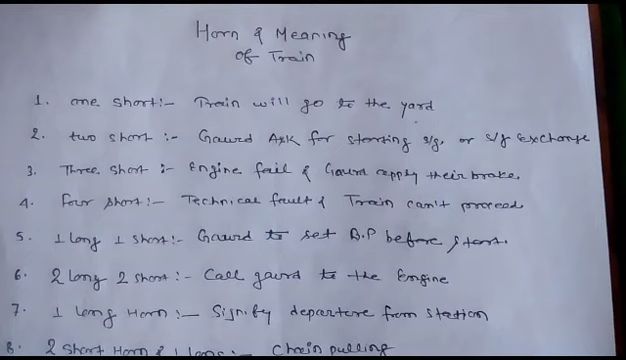 Horn & Meaning
of Train
1. one short:- Train will go to the yard
2. two short :- Gaurd Ask for starting s/g. or s/g Exchange
3. Three short :- Engine fail & Gaurd apply their brake.
4. Four short:- Technical fault & Train can't proceed
5. 1 long 1 short:- Gaurd to set B.P before start.
6. 2 long 2 short:- Call gaurd to the Engine
7. 1 long Horn :- Signify departure from station
8. 2 short Horn & 1 long :- Chain pulling